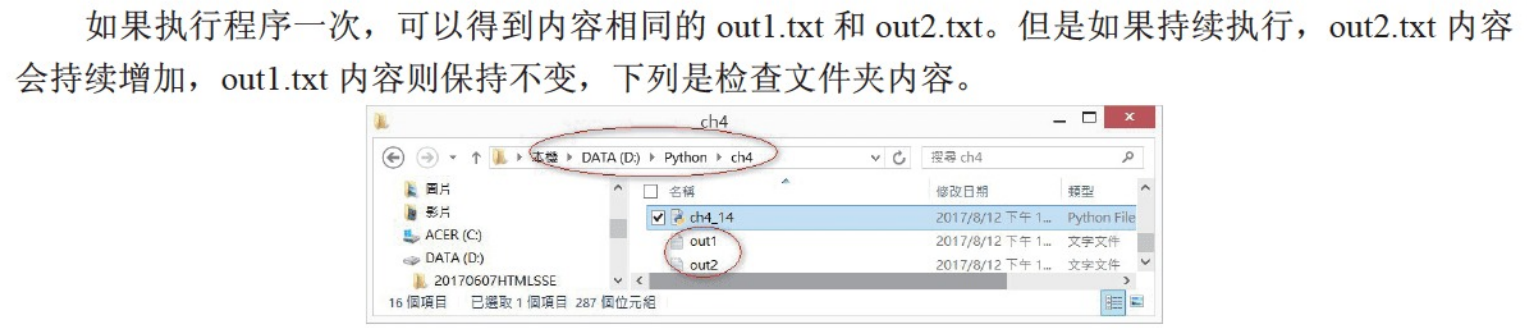 如果执行程序一次，可以得到内容相同的 out1.txt 和 out2.txt。但是如果持续执行，out2.txt 内容
会持续增加，out1.txt 内容则保持不变，下列是检查文件夹内容。
ch4
本機 ▸ DATA (D:) ▸ Python ▸ ch4
搜尋 ch4
圖片
影片
ACER (C:)
DATA (D:)
20170607HTMLSSE
名稱 修改日期 類型
ch4_14 2017/8/12 下午 1... Python File
out1 2017/8/12 下午 1... 文字文件
out2 2017/8/12 下午 1... 文字文件
16 個項目 已選取 1 個項目 287 個位元組